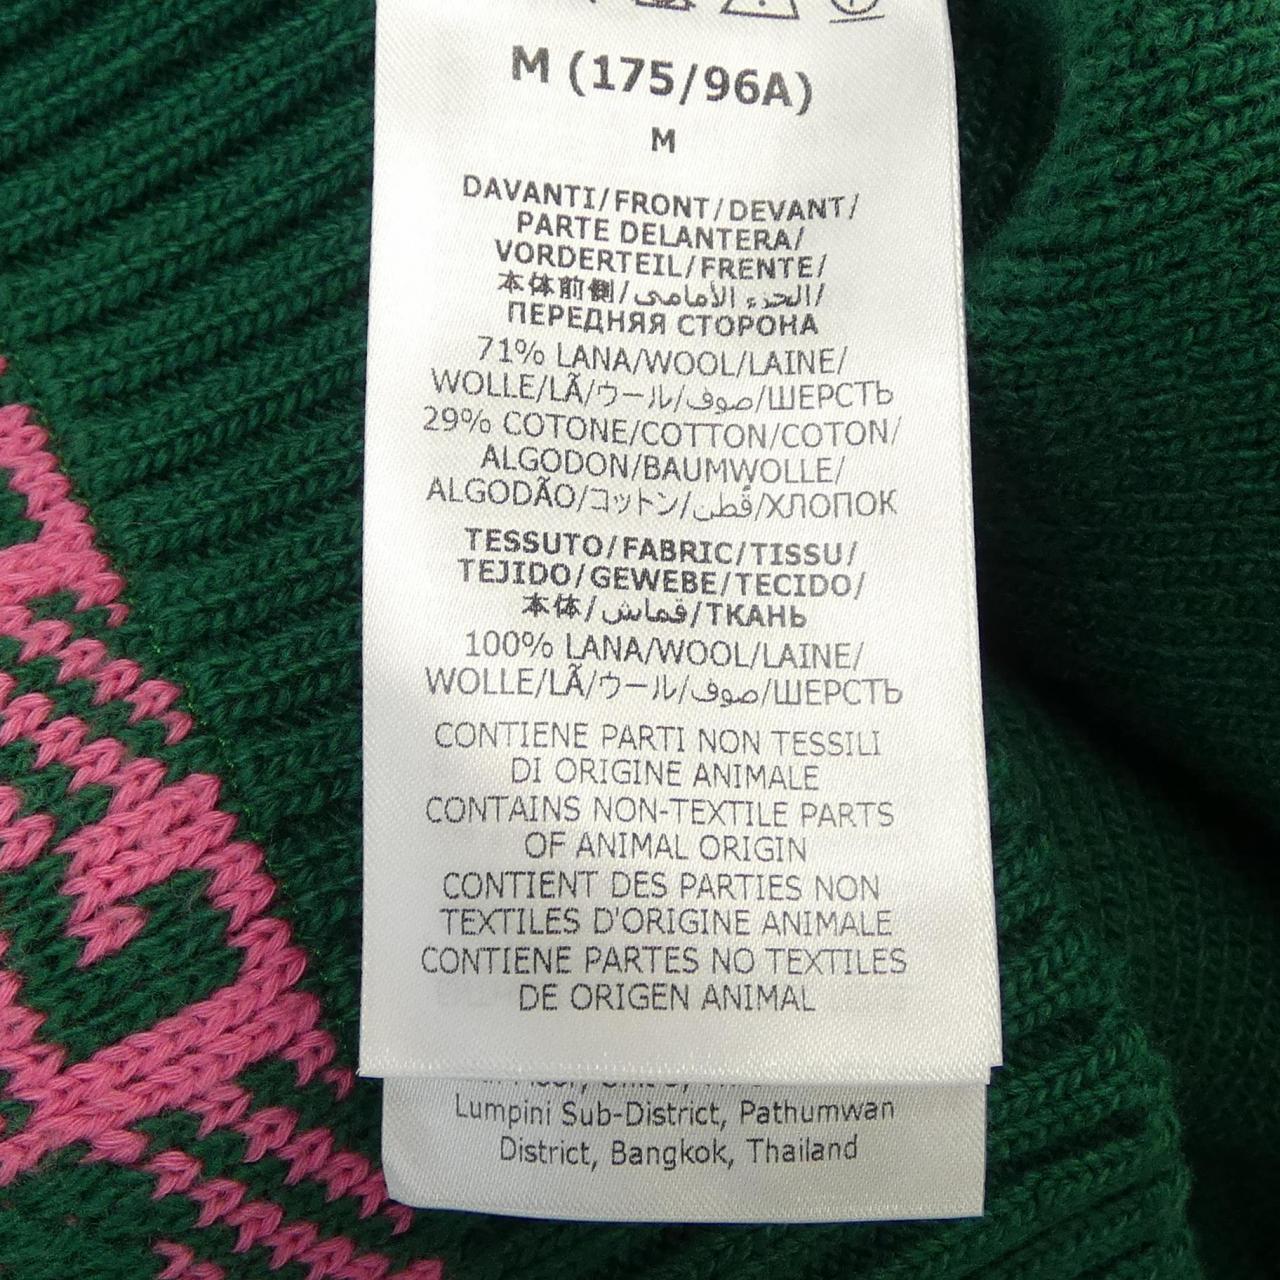 M (175/96A)
M
DAVANTI/FRONT/DEVANT/
PARTE DELANTERA/
VORDERTEIL/FRENTE/
本体前側/الجزء الأمامي/
ПЕРЕДНЯЯ СТОРОНА
71% LANA/WOOL/LAINE/
WOLLE/LÃ/ウール/صوف/ШЕРСТЬ
29% COTONE/COTTON/COTON/
ALGODON/BAUMWOLLE/
ALGODÃO/コットン/قطن/ХЛОПОК
TESSUTO/FABRIC/TISSU/
TEJIDO/GEWEBE/TECIDO/
本体/قماش/ТКАНЬ
100% LANA/WOOL/LAINE/
WOLLE/LÃ/ウール/صوف/ШЕРСТЬ
CONTIENE PARTI NON TESSILI
DI ORIGINE ANIMALE
CONTAINS NON-TEXTILE PARTS
OF ANIMAL ORIGIN
CONTIENT DES PARTIES NON
TEXTILES D'ORIGINE ANIMALE
CONTIENE PARTES NO TEXTILES
DE ORIGEN ANIMAL
Lumpini Sub-District, Pathumwan
District, Bangkok, Thailand